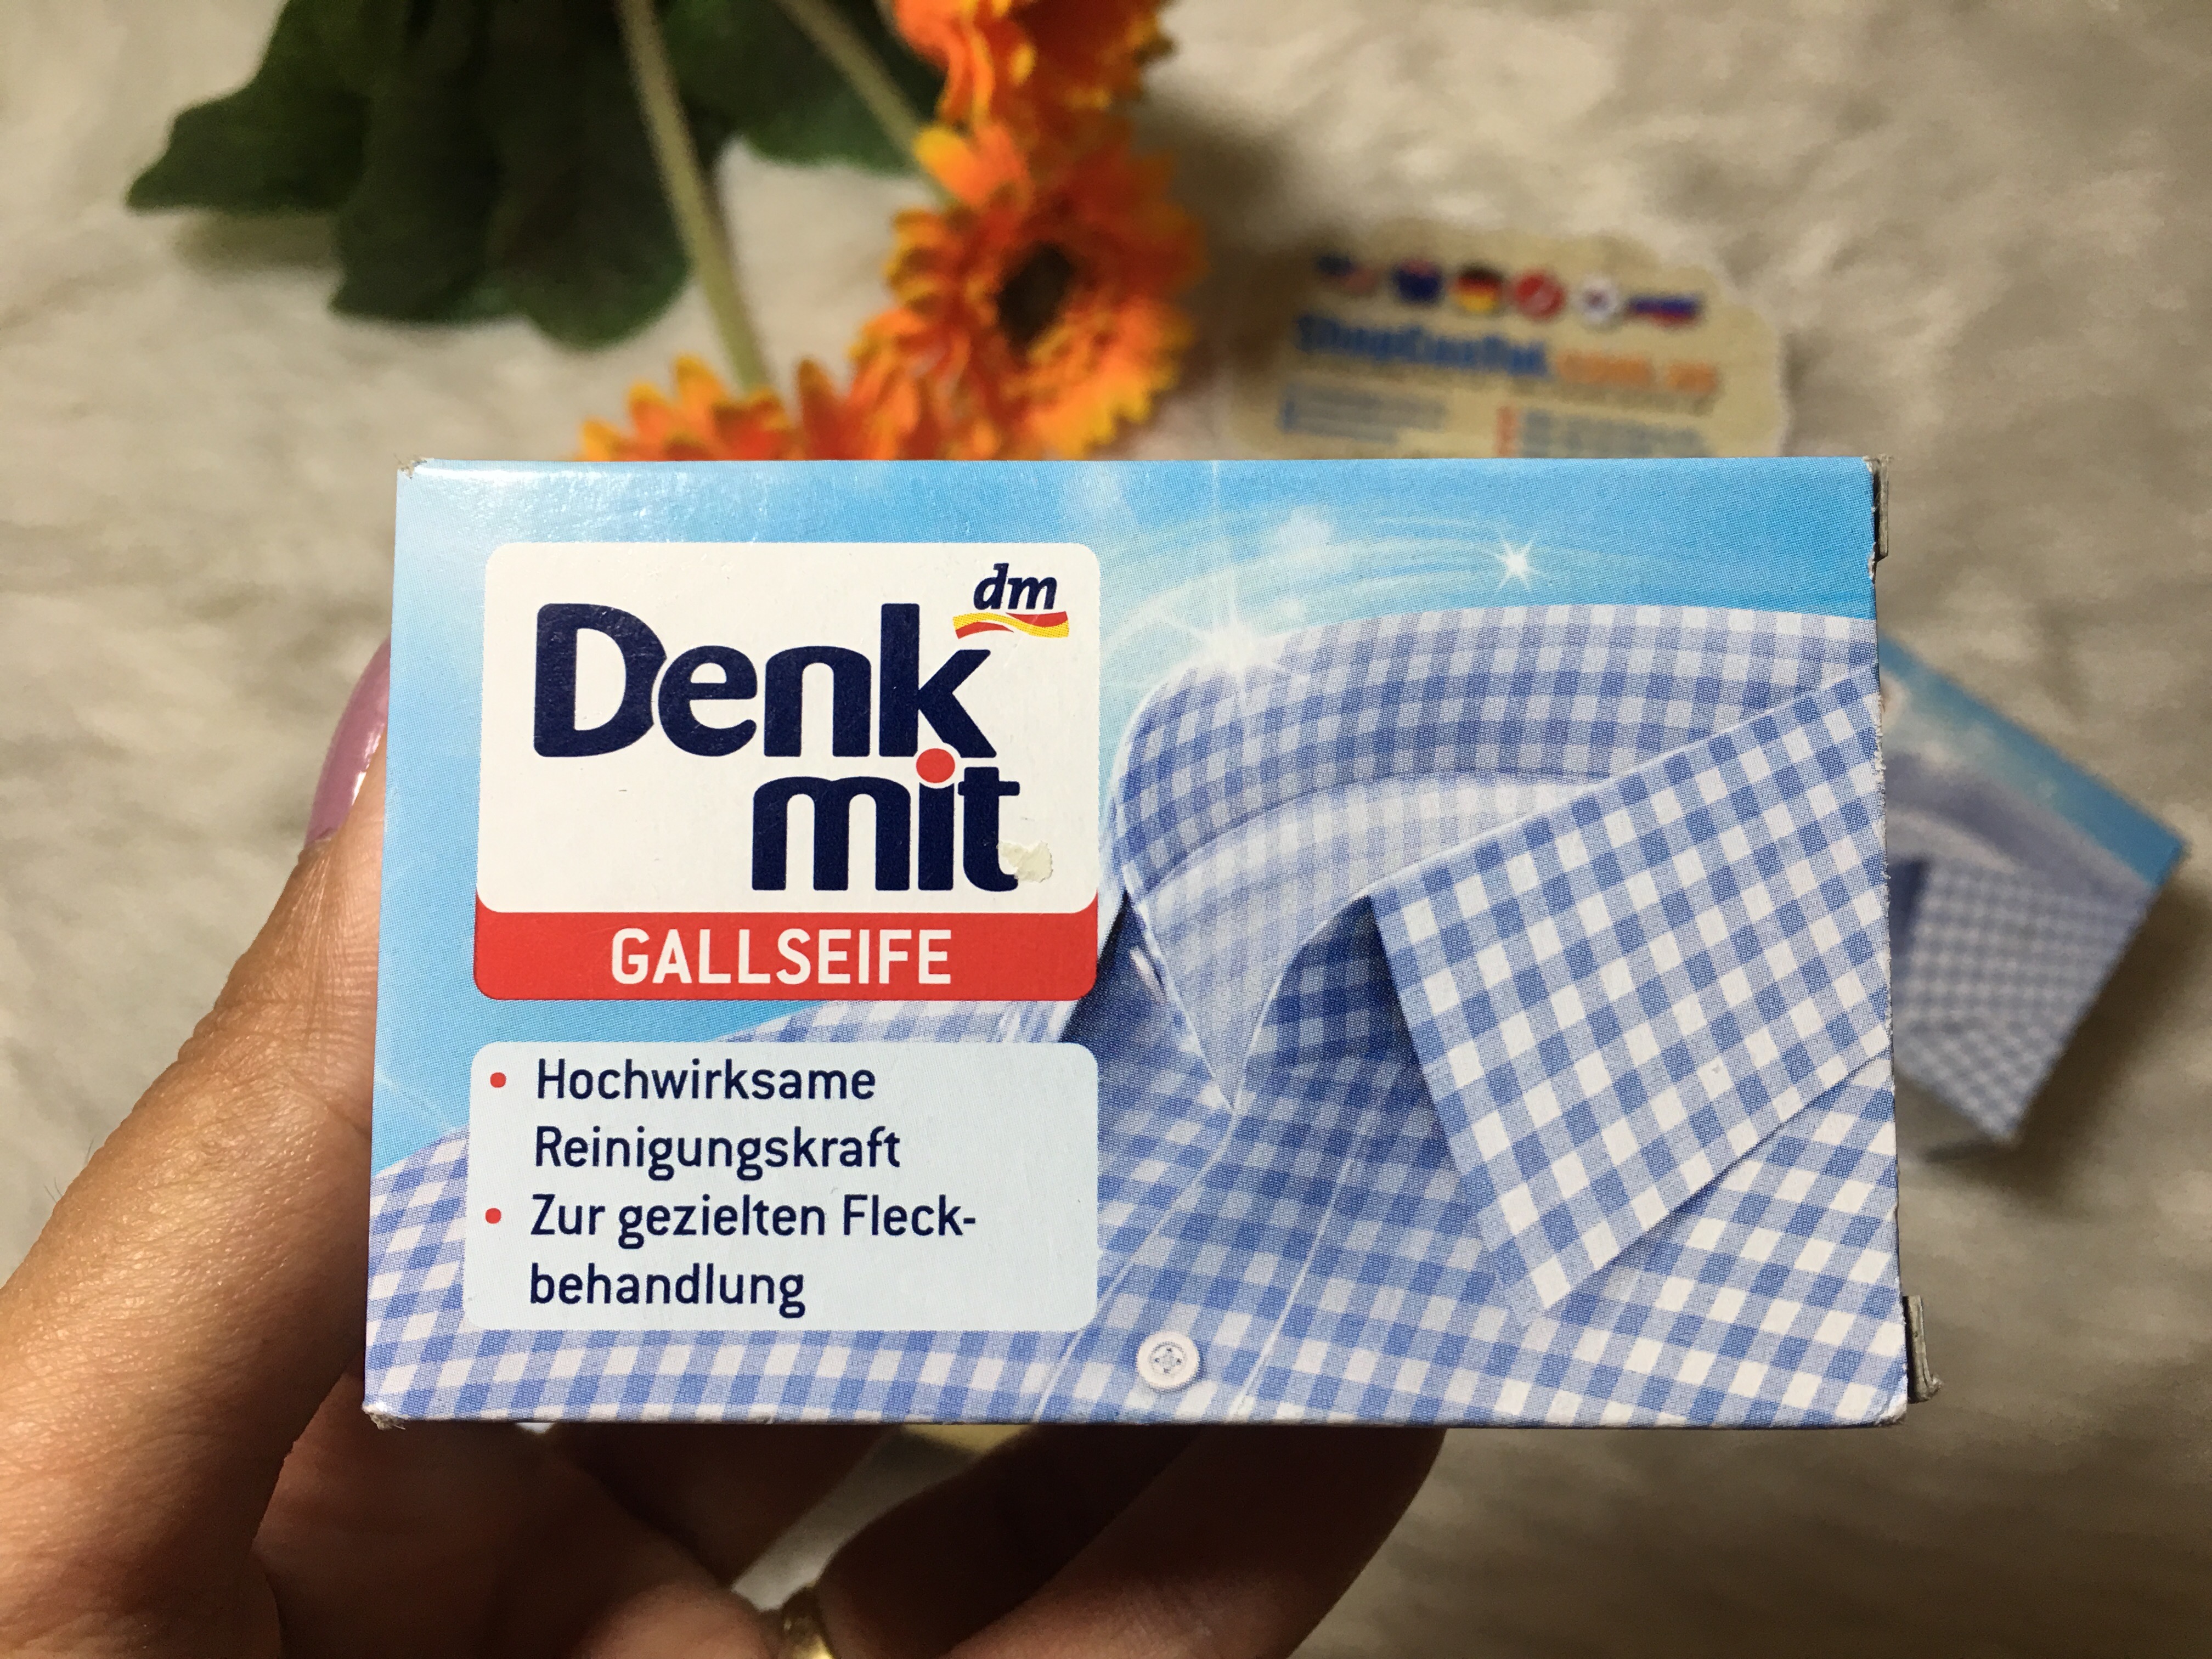 dm
Denk
mit
GALLSEIFE
• Hochwirksame
Reinigungskraft
• Zur gezielten Fleck-
behandlung